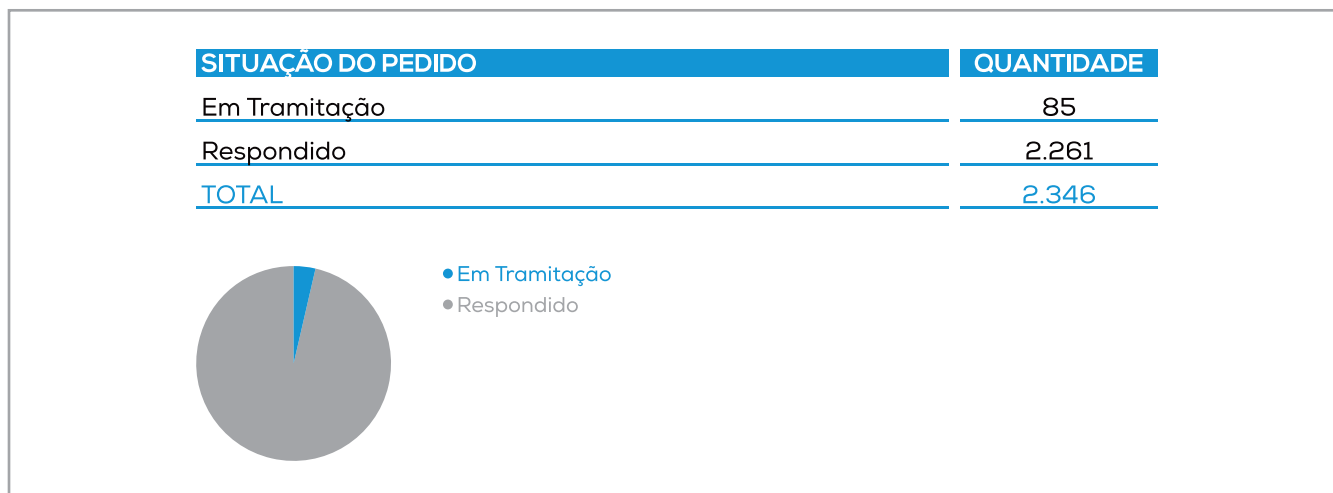 SITUAÇÃO DO PEDIDO QUANTIDADE
Em Tramitação 85
Respondido 2.261
TOTAL 2.346
Em Tramitação
Respondido